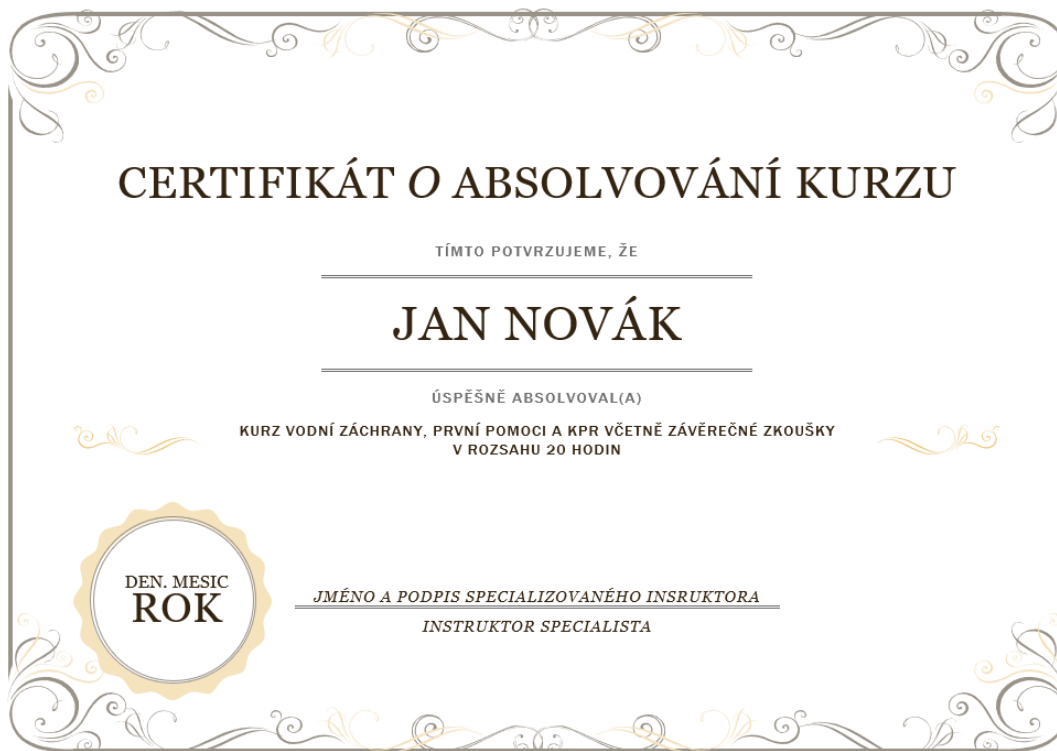 CERTIFIKÁT O ABSOLVOVÁNÍ KURZU
TÍMTO POTVRZUJEME, ŽE
JAN NOVÁK
ÚSPĚŠNĚ ABSOLVOVAL(A)
KURZ VODNÍ ZÁCHRANY, PRVNÍ POMOCI A KPR VČETNĚ ZÁVĚREČNÉ ZKOUŠKY
V ROZSAHU 20 HODIN
DEN. MESIC
ROK
JMÉNO A PODPIS SPECIALIZOVANÉHO INSRUKTORA
INSTRUKTOR SPECIALISTA